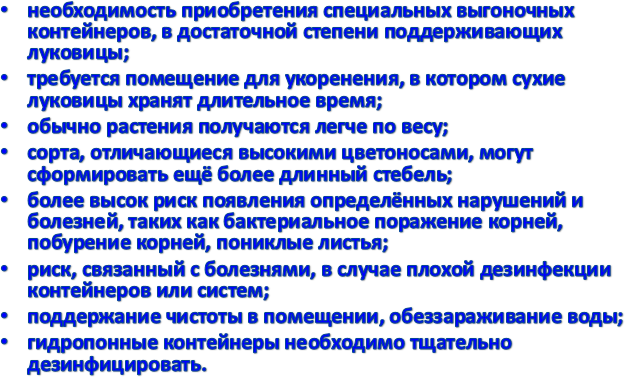 • необходимость приобретения специальных выгоночных
контейнеров, в достаточной степени поддерживающих
луковицы;
• требуется помещение для укоренения, в котором сухие
луковицы хранят длительное время;
• обычно растения получаются легче по весу;
• сорта, отличающиеся высокими цветоносами, могут
сформировать ещё более длинный стебель;
• более высок риск появления определённых нарушений и
болезней, таких как бактериальное поражение корней,
побурение корней, пониклые листья;
• риск, связанный с болезнями, в случае плохой дезинфекции
контейнеров или систем;
• поддержание чистоты в помещении, обеззараживание воды;
• гидропонные контейнеры необходимо тщательно
дезинфицировать.